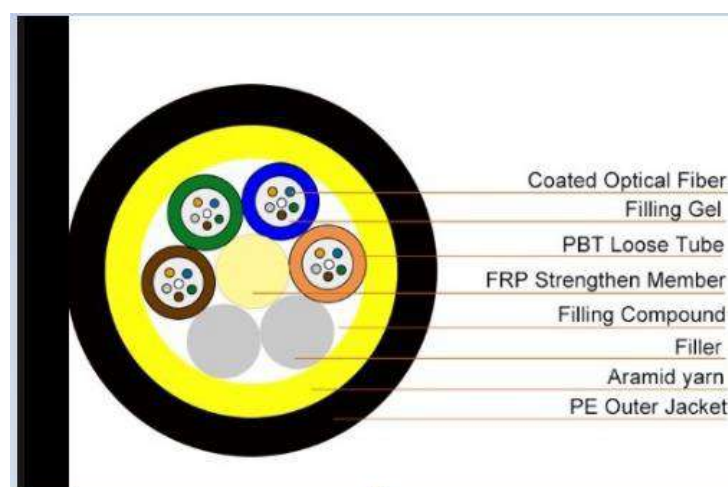 Coated Optical Fiber
Filling Gel
PBT Loose Tube
FRP Strengthen Member
Filling Compound
Filler
Aramid yarn
PE Outer Jacket